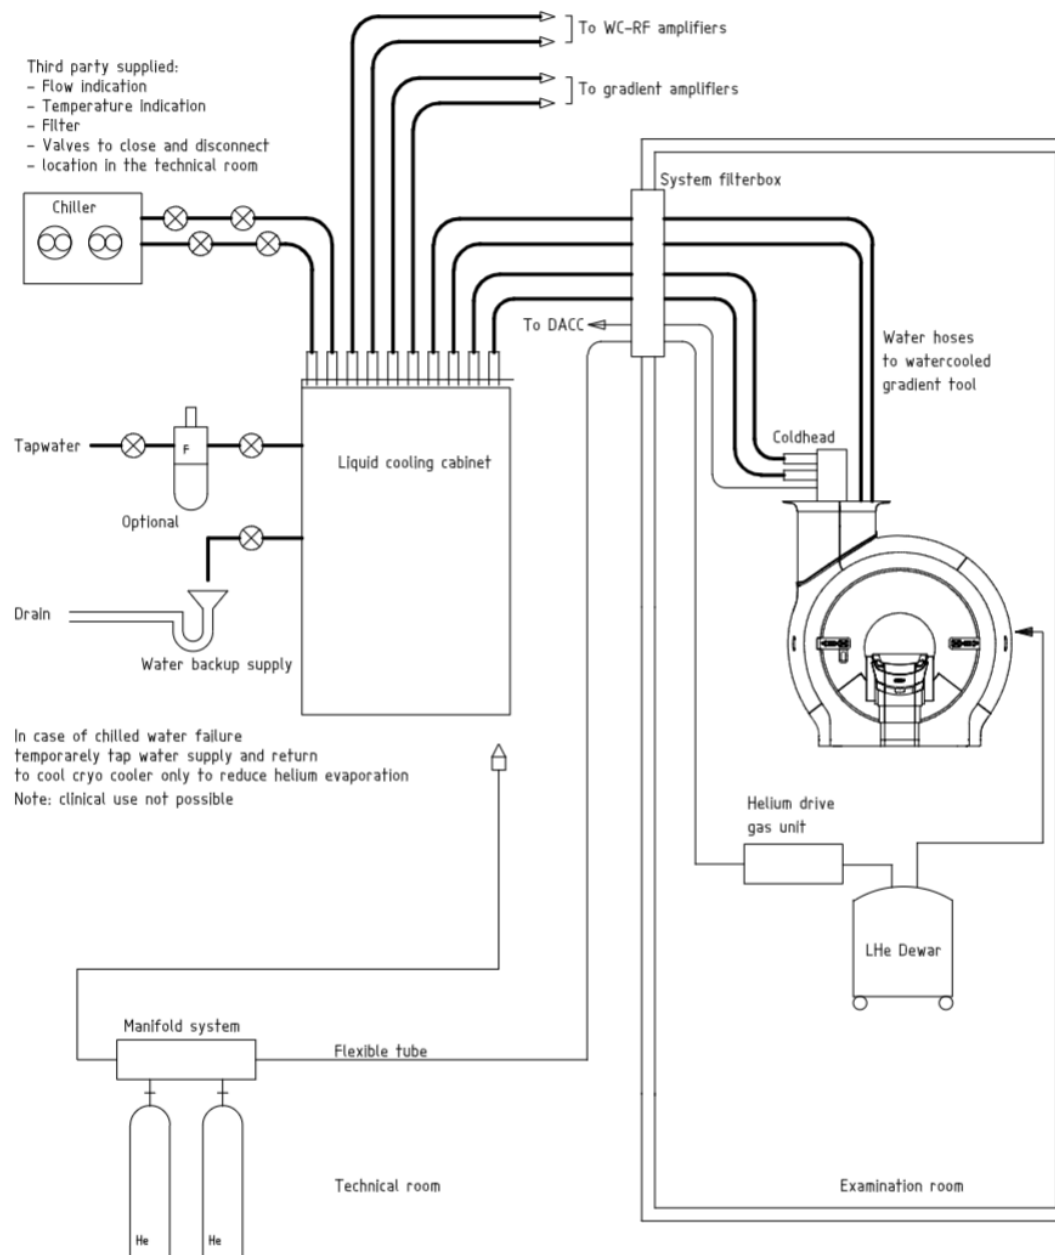 To WC-RF amplifiers
Third party supplied:
- Flow indication
- Temperature indication
- Filter
- Valves to close and disconnect
- location in the technical room
To gradient amplifiers
System filterbox
Chiller
To DACC
Water hoses
to watercooled
gradient tool
Coldhead
Tapwater
F
Liquid cooling cabinet
Optional
Drain
Water backup supply
In case of chilled water failure
temporarely tap water supply and return
to cool cryo cooler only to reduce helium evaporation
Note: clinical use not possible
Helium drive
gas unit
LHe Dewar
Manifold system
Flexible tube
Technical room
Examination room
He
He